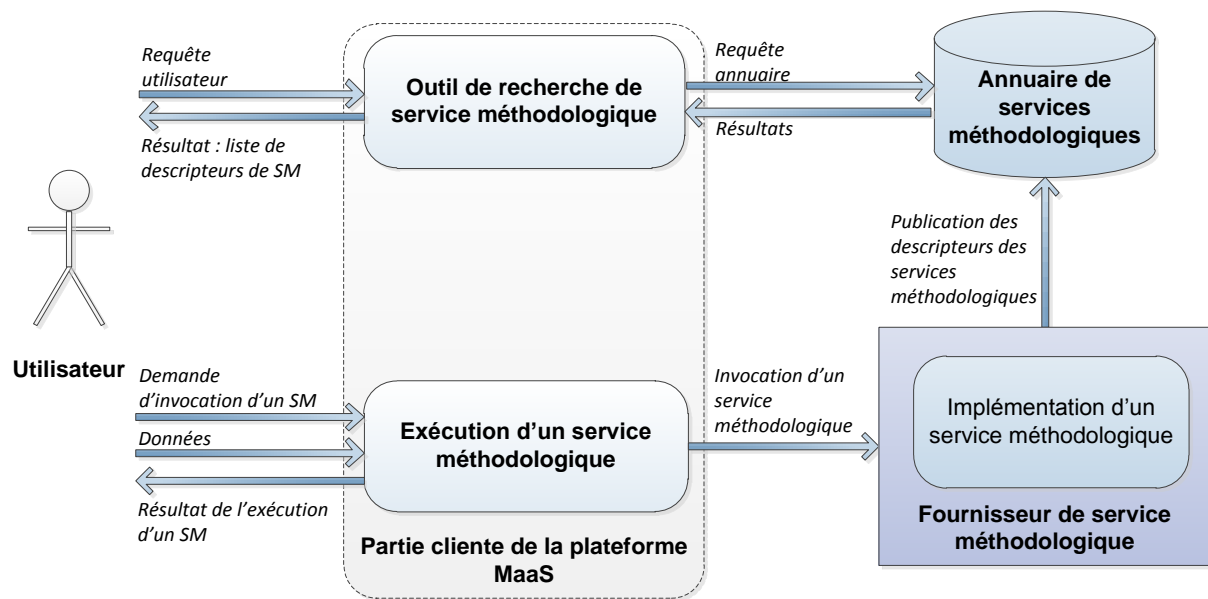 Requête
utilisateur
Outil de recherche de
service méthodologique
Requête
annuaire
Annuaire de
services
méthodologiques
Résultat : liste de
descripteurs de SM
Résultats
Publication des
descripteurs des
services
méthodologiques
Utilisateur
Demande
d’invocation d’un SM
Données
Résultat de l’exécution
d’un SM
Exécution d’un service
méthodologique
Invocation d’un
service
méthodologique
Implémentation d’un
service méthodologique
Fournisseur de service
méthodologique
Partie cliente de la plateforme
MaaS